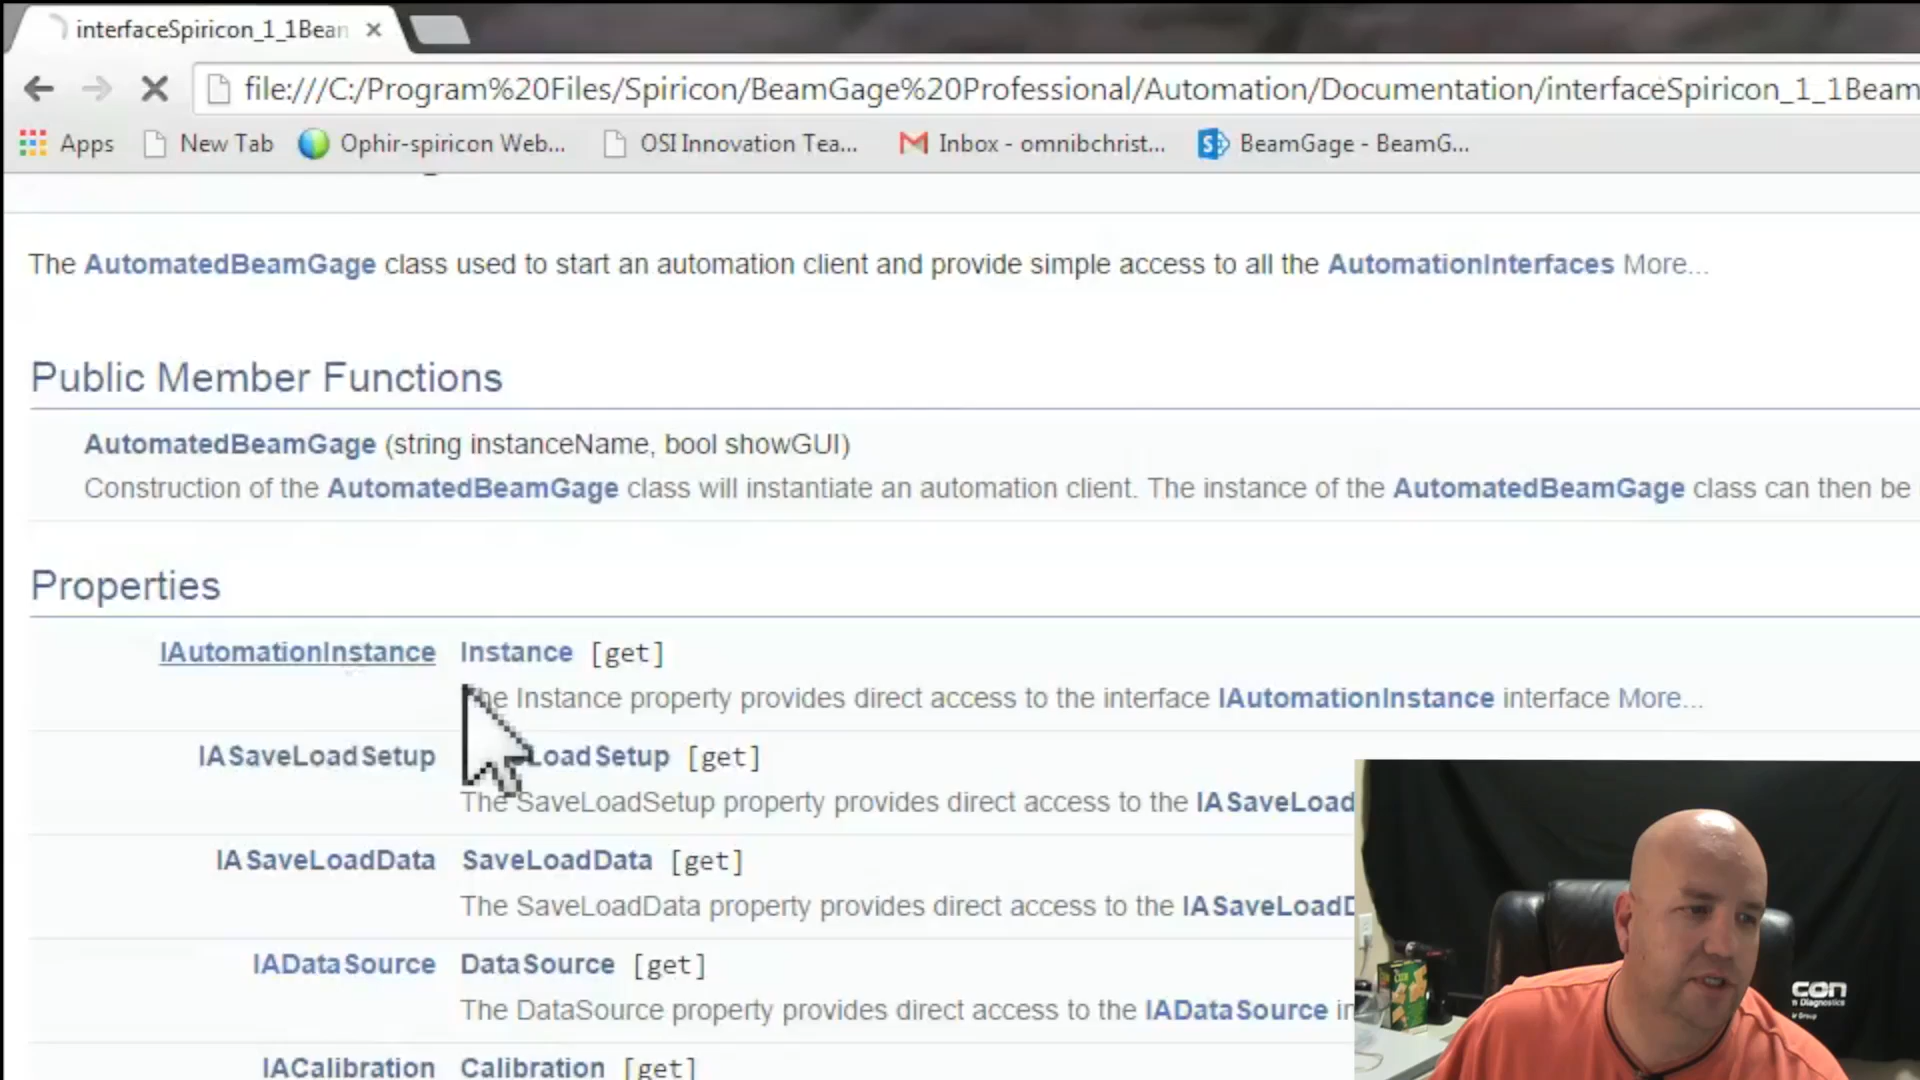 interfaceSpiricon_1_1Bean
file:///C:/Program%20Files/Spiricon/BeamGage%20Professional/Automation/Documentation/interfaceSpiricon_1_1Beam
Apps New Tab Ophir-spiricon Web... OSI Innovation Tea... Inbox - omnibchrist... BeamGage - BeamG...
The AutomatedBeamGage class used to start an automation client and provide simple access to all the AutomationInterfaces More...
Public Member Functions
AutomatedBeamGage (string instanceName, bool showGUI)
Construction of the AutomatedBeamGage class will instantiate an automation client. The instance of the AutomatedBeamGage class can then be
Properties
IAutomationInstance Instance [get]
he Instance property provides direct access to the interface IAutomationInstance interface More...
IASaveLoadSetup LoadSetup [get]
The SaveLoadSetup property provides direct access to the IASaveLoad
IASaveLoadData SaveLoadData [get]
The SaveLoadData property provides direct access to the IASaveLoadD
IADataSource DataSource [get]
The DataSource property provides direct access to the IADataSource in
IACalibration Calibration [get]
con
n Diagnostics
r Group